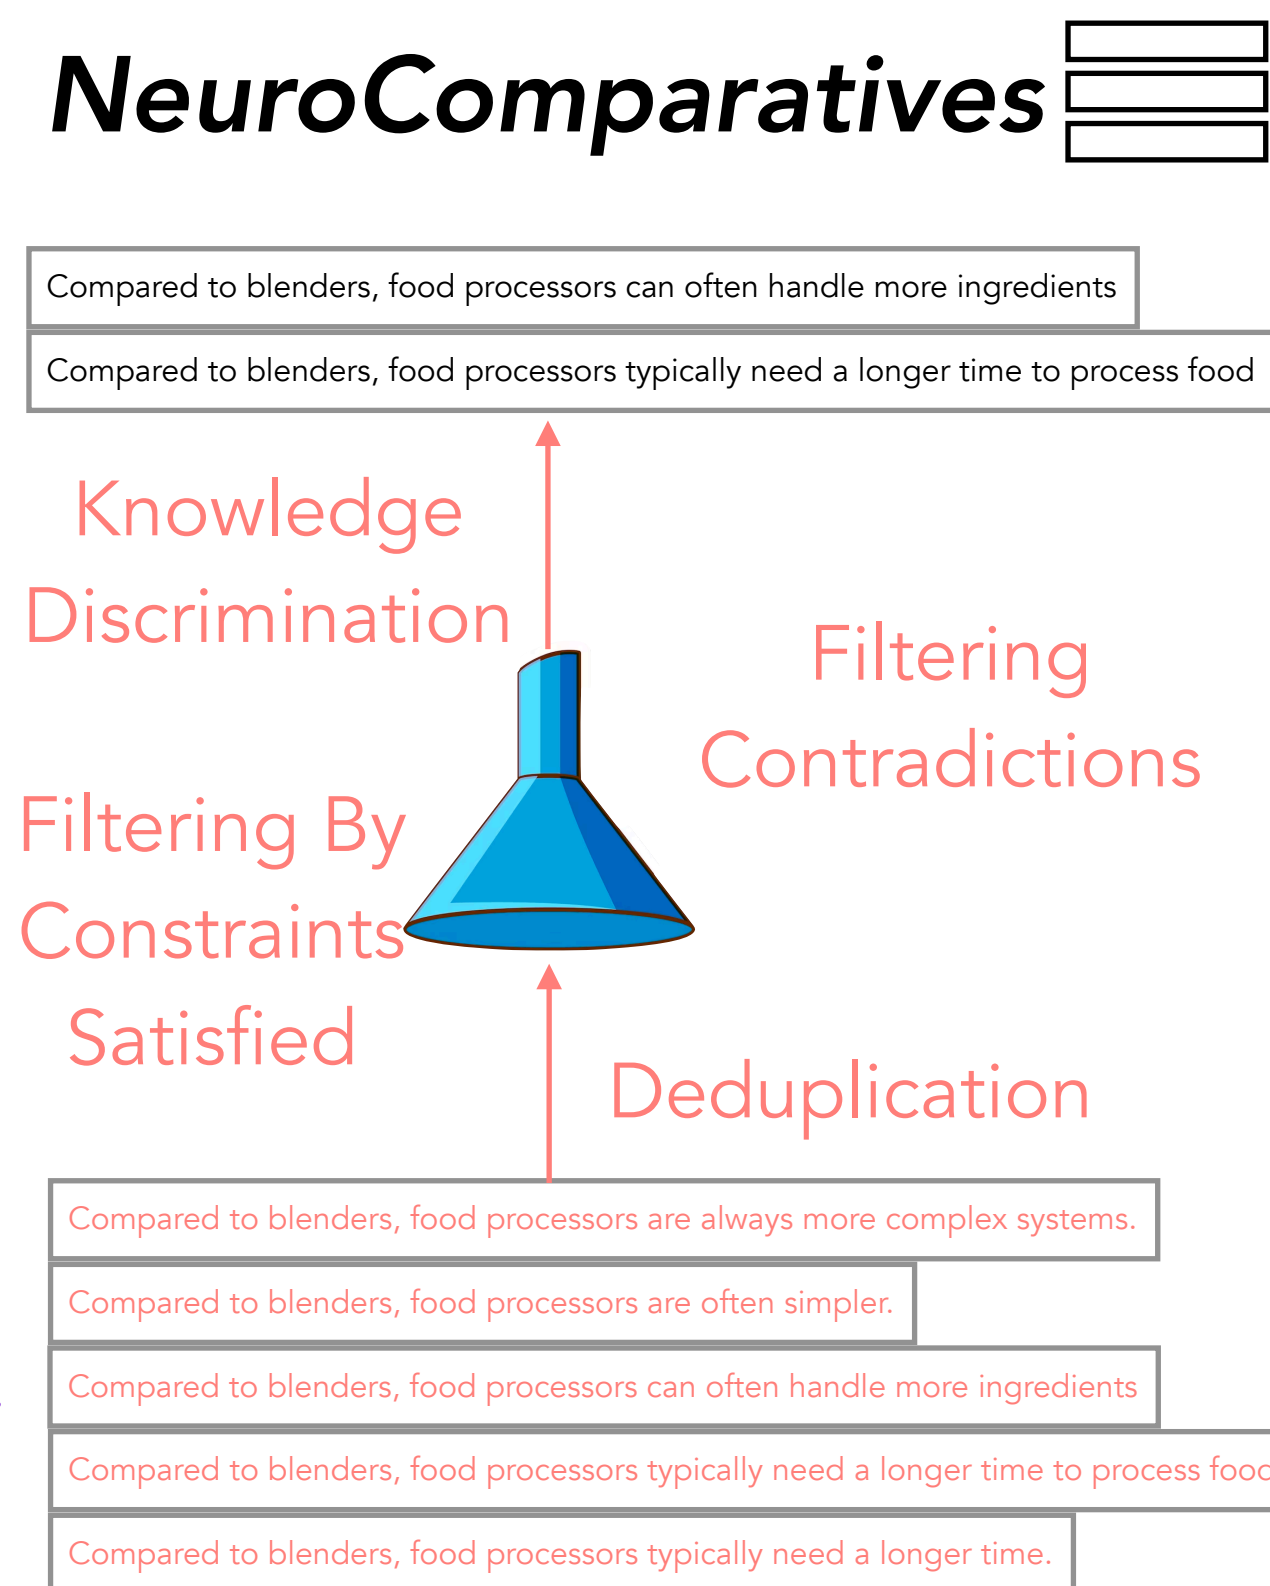 NeuroComparatives
Compared to blenders, food processors can often handle more ingredients
Compared to blenders, food processors typically need a longer time to process food
Knowledge
Discrimination
Filtering
Contradictions
Filtering By
Constraints
Satisfied
Deduplication
Compared to blenders, food processors are always more complex systems.
Compared to blenders, food processors are often simpler.
Compared to blenders, food processors can often handle more ingredients
Compared to blenders, food processors typically need a longer time to process food
Compared to blenders, food processors typically need a longer time.